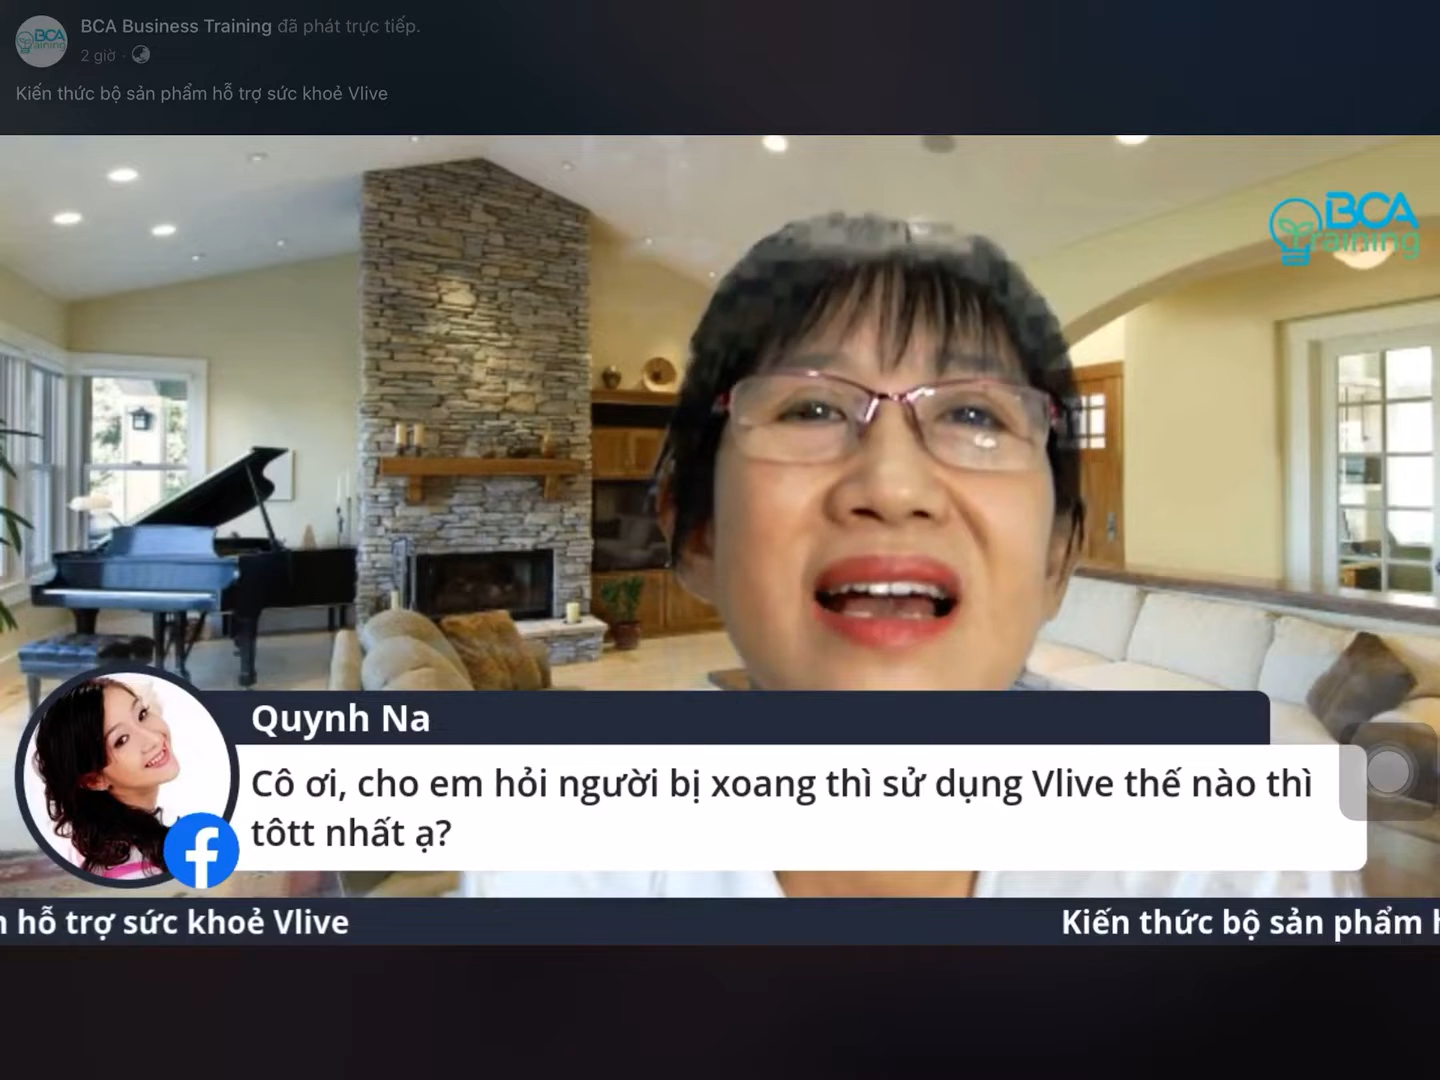 BCA Business Training đã phát trực tiếp.
2 giờ ·
Kiến thức bộ sản phẩm hỗ trợ sức khoẻ Vlive
BCA
Training
BCA
Training
Quynh Na
Cô ơi, cho em hỏi người bị xoang thì sử dụng Vlive thế nào thì
tôtt nhất ạ?
hỗ trợ sức khoẻ Vlive
Kiến thức bộ sản phẩm